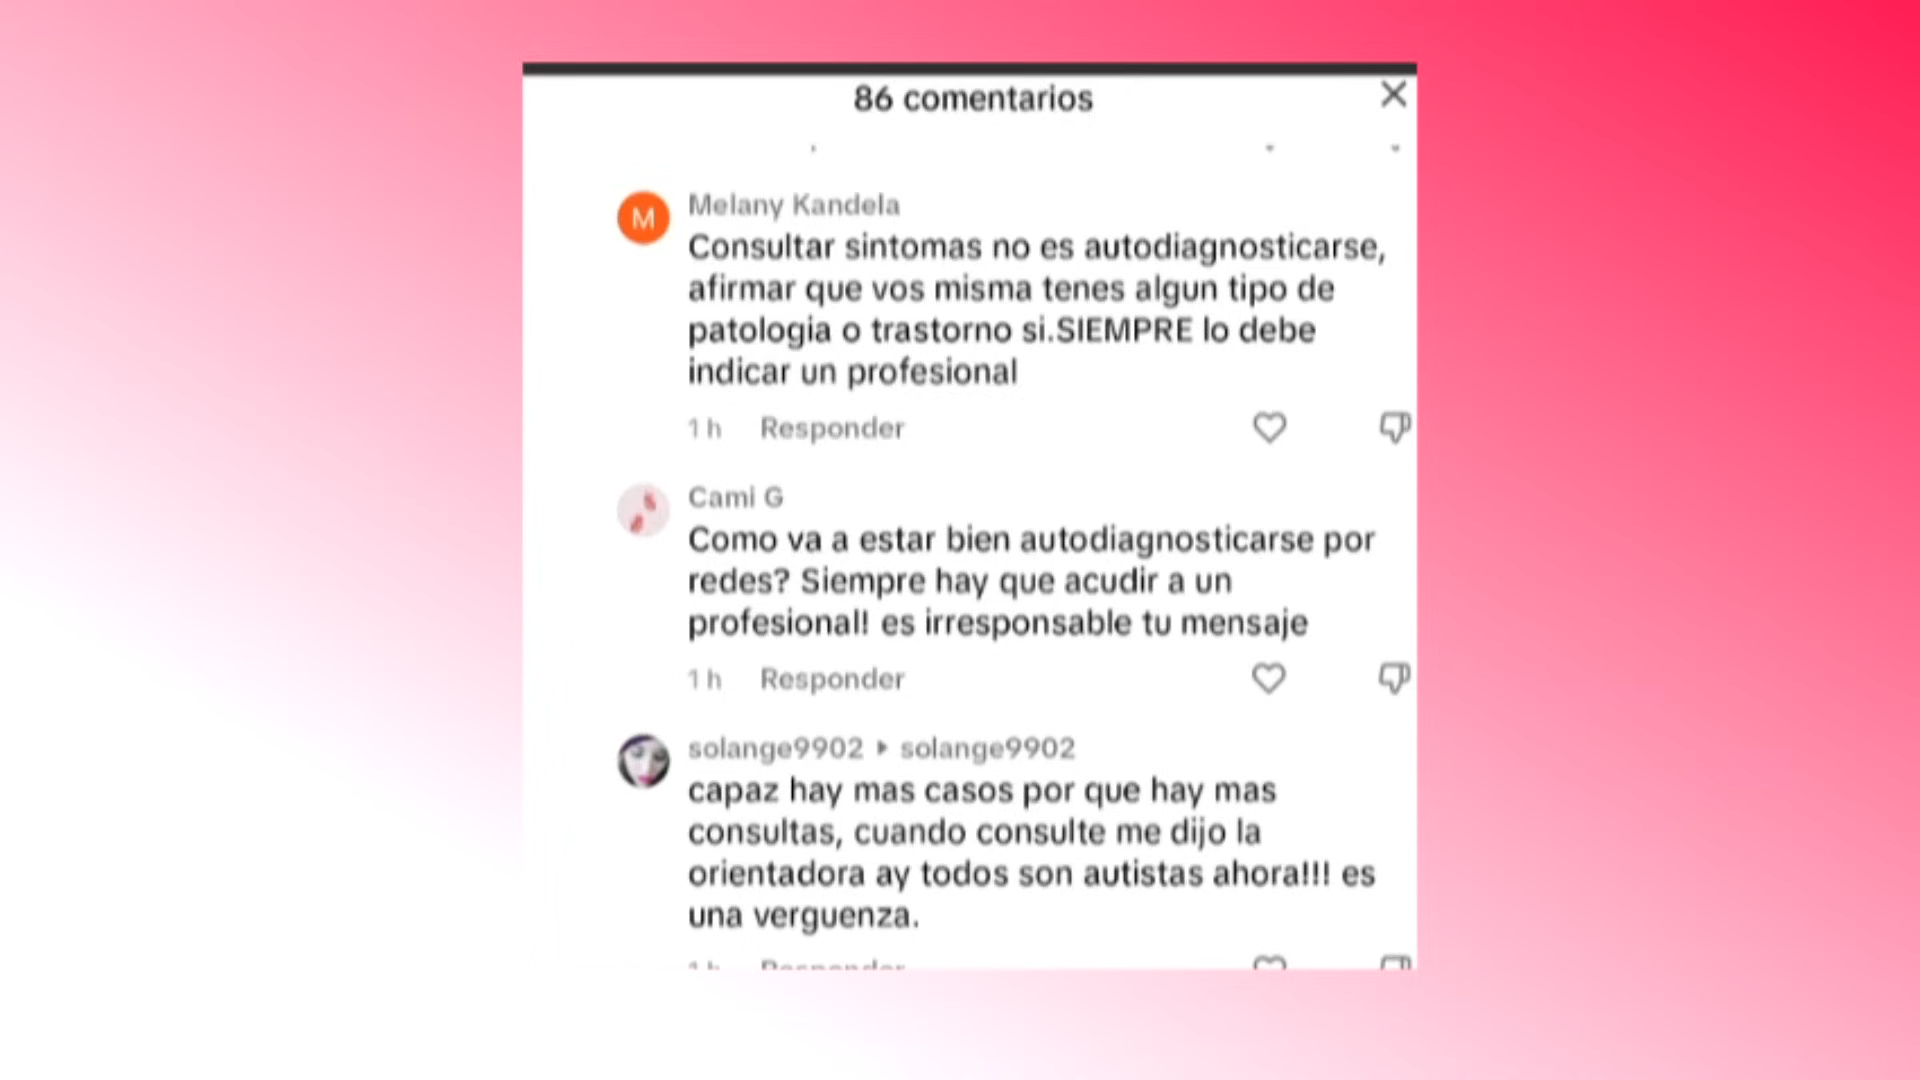 86 comentarios
M
Melany Kandela
Consultar sintomas no es autodiagnosticarse,
afirmar que vos misma tenes algun tipo de
patologia o trastorno si.SIEMPRE lo debe
indicar un profesional
1 h Responder
Cami G
Como va a estar bien autodiagnosticarse por
redes? Siempre hay que acudir a un
profesional! es irresponsable tu mensaje
1 h Responder
solange9902 ▸ solange9902
capaz hay mas casos por que hay mas
consultas, cuando consulte me dijo la
orientadora ay todos son autistas ahora!!! es
una verguenza.
1 h Responder